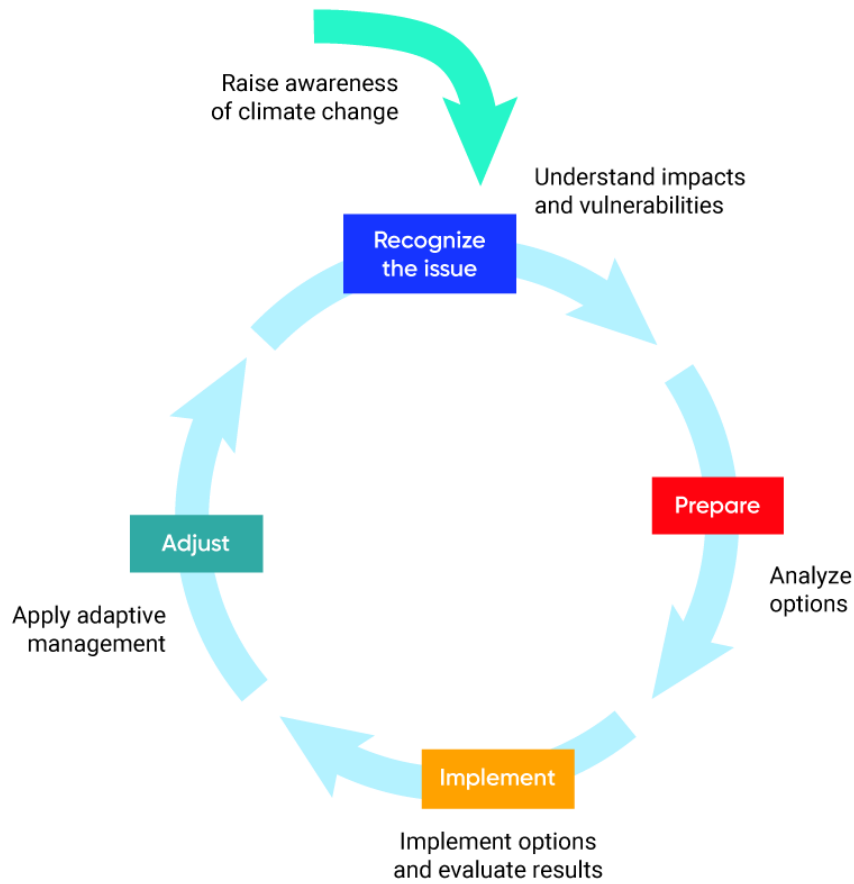 Raise awareness
of climate change
Understand impacts
and vulnerabilities
Recognize
the issue
Prepare
Analyze
options
Implement
Implement options
and evaluate results
Adjust
Apply adaptive
management